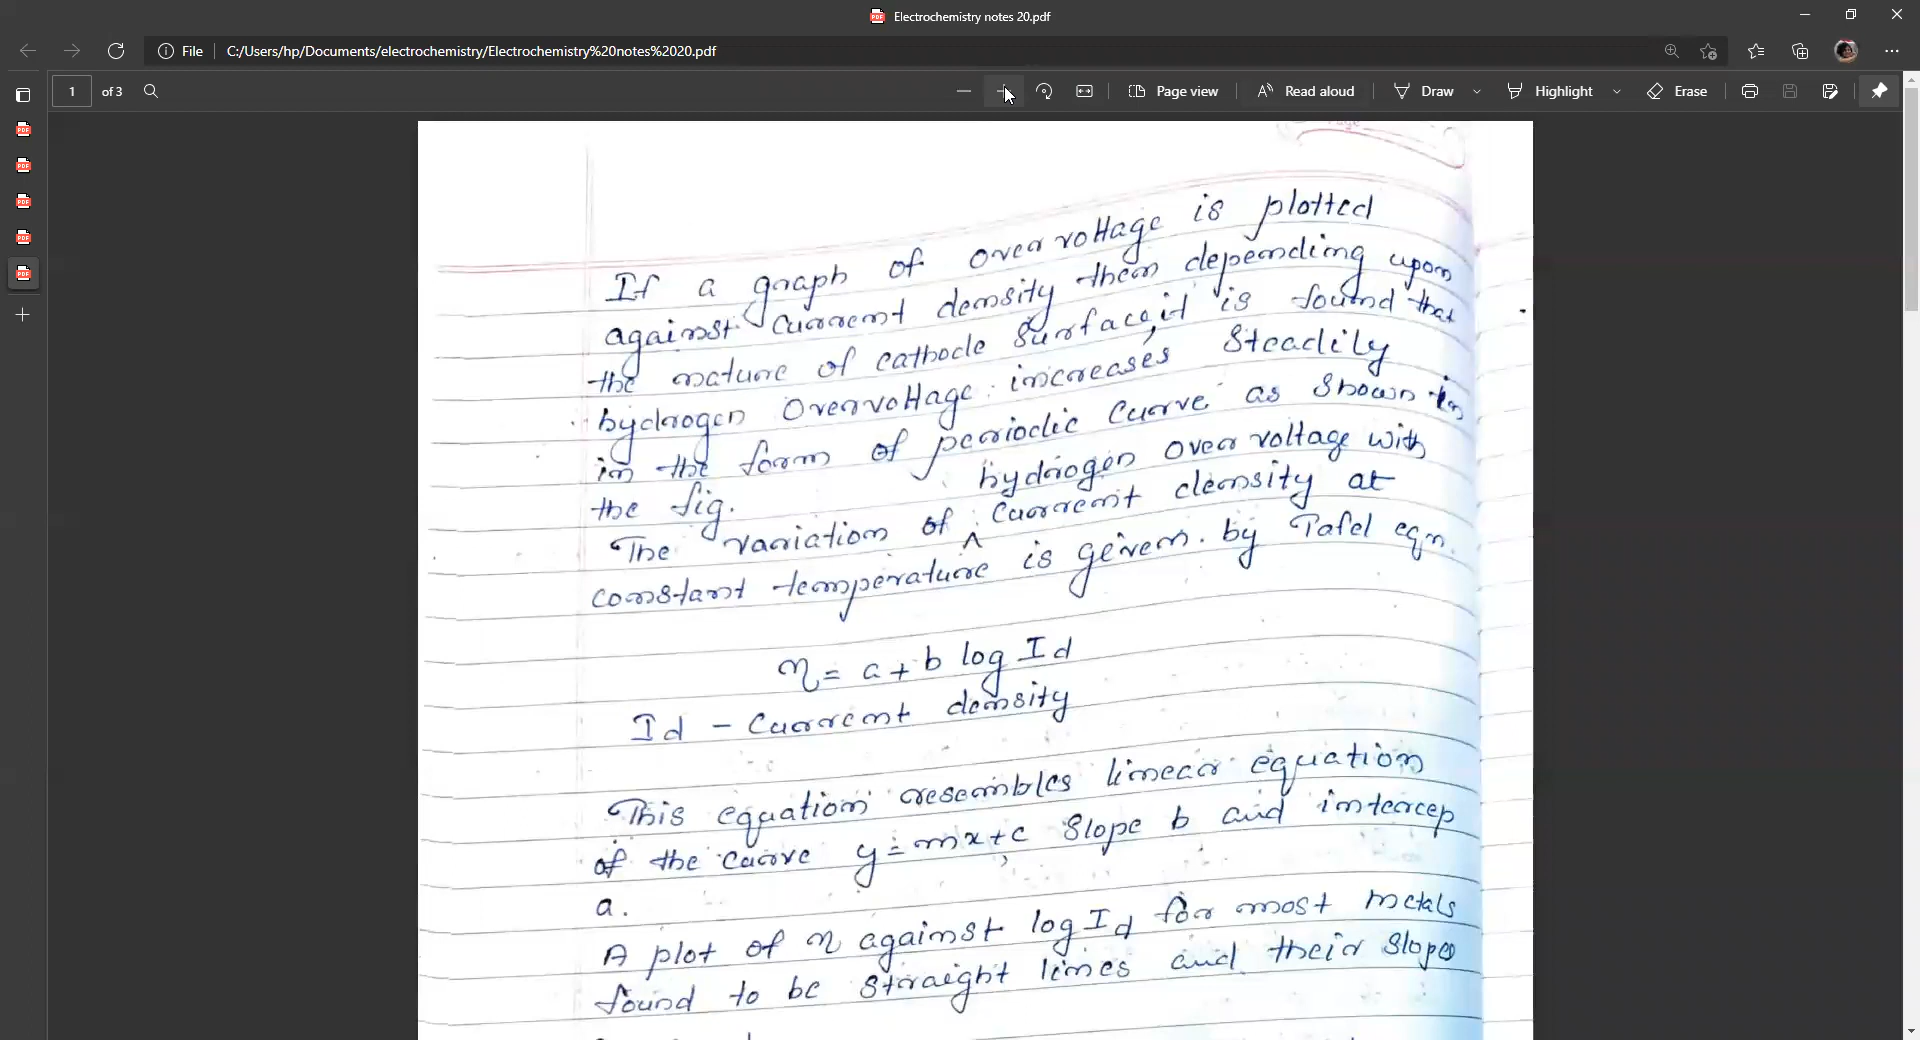 Electrochemistry notes 20.pdf
File C:/Users/hp/Documents/electrochemistry/Electrochemistry%20notes%2020.pdf
1 of 3 Page view Read aloud Draw Highlight Erase
If a graph of overvoltage is plotted
against current density then depending upon
the nature of cathode surface, it is found that
hydrogen overvoltage increases steadily
in the form of periodic curve as shown in
the fig.
The variation of ^ hydrogen overvoltage with current density at
constant temperature is given by Tafel eqn.
η = a + b log Id
Id - Current density
This equation resembles linear equation
of the curve y = mx + c slope b and intercep
a.
A plot of η against log Id for most metals
found to be straight lines and their slope